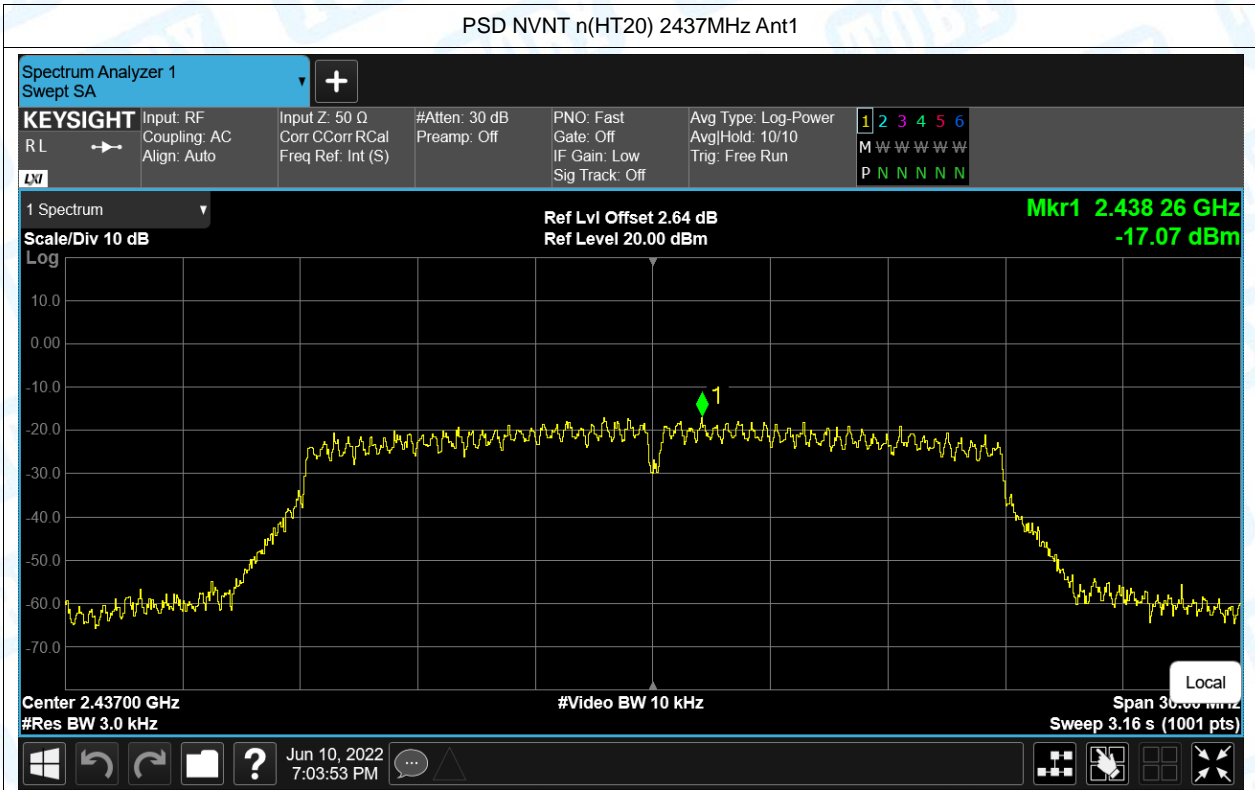 PSD NVNT n(HT20) 2437MHz Ant1
Spectrum Analyzer 1
Swept SA
KEYSIGHT
RL
LXI
Input: RF
Coupling: AC
Align: Auto
Input Z: 50 Ω
Corr CCorr RCal
Freq Ref: Int (S)
#Atten: 30 dB
Preamp: Off
PNO: Fast
Gate: Off
IF Gain: Low
Sig Track: Off
Avg Type: Log-Power
Avg|Hold: 10/10
Trig: Free Run
1 2 3 4 5 6
M W W W W W
P N N N N N
1 Spectrum
Scale/Div 10 dB
Ref Lvl Offset 2.64 dB
Ref Level 20.00 dBm
Mkr1 2.438 26 GHz
-17.07 dBm
Log
10.0
0.00
-10.0
-20.0
-30.0
-40.0
-50.0
-60.0
-70.0
1
Center 2.43700 GHz
#Res BW 3.0 kHz
#Video BW 10 kHz
Span 30.00 MHz
Sweep 3.16 s (1001 pts)
Local
?
Jun 10, 2022
7:03:53 PM